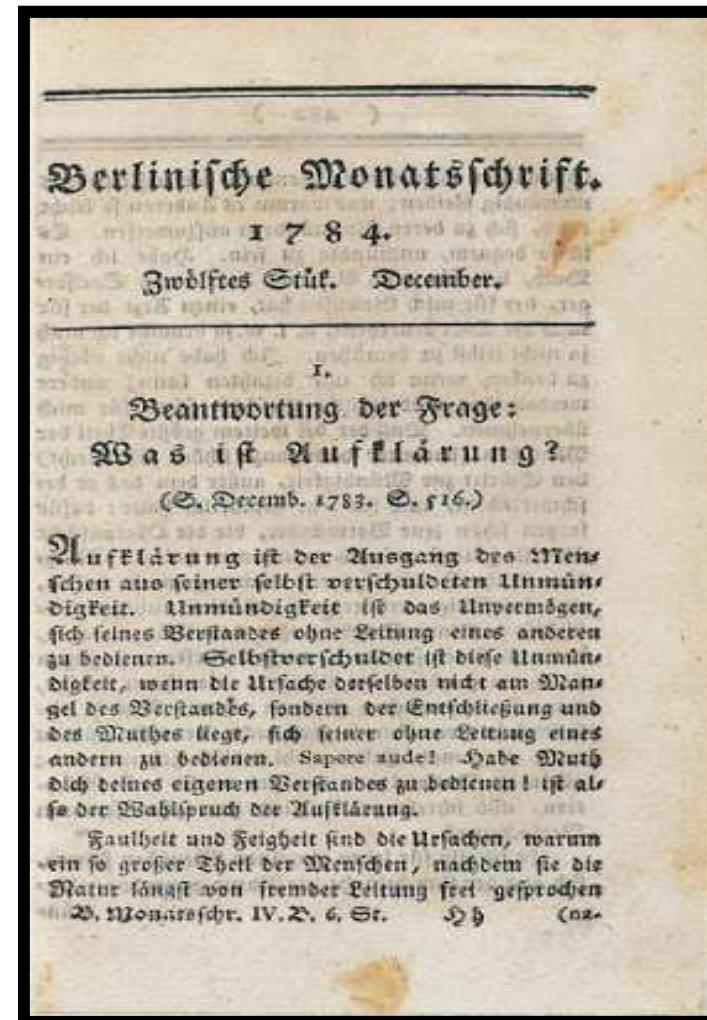 Berlinische Monatsschrift.
1784.
Zwölftes Stük. December.
1.
Beantwortung der Frage:
Was ist Aufklärung?
(S. Decemb. 1783. S. 516.)
Aufklärung ist der Ausgang des Men-
schen aus seiner selbst verschuldeten Unmün-
digkeit. Unmündigkeit ist das Unvermögen,
sich seines Verstandes ohne Leitung eines anderen
zu bedienen. Selbstverschuldet ist diese Unmün-
digkeit, wenn die Ursache derselben nicht am Man-
gel des Verstandes, sondern der Entschließung und
des Muthes liegt, sich seiner ohne Leitung eines
andern zu bedienen. Sapere aude! Habe Muth
dich deines eigenen Verstandes zu bedienen! ist al-
so der Wahlspruch der Aufklärung.
Faulheit und Feigheit sind die Ursachen, warum
ein so großer Theil der Menschen, nachdem sie die
Natur längst von fremder Leitung frei gesprochen
B. Monatsschr. IV. B. 6. St. Hh (na-